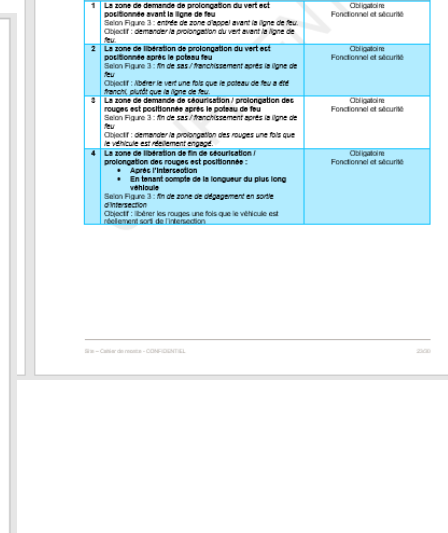 1 La zone de demande de prolongation du vert est Obligatoire
positionnée avant la ligne de feu Fonctionnel et sécurité
Selon Figure 3 : entrée de zone d'appel avant la ligne de feu.
Objectif : demander la prolongation du vert avant la ligne de
feu.
2 La zone de libération de prolongation du vert est Obligatoire
positionnée après le poteau feu Fonctionnel et sécurité
Selon Figure 3 : fin de sas / franchissement après la ligne de
feu
Objectif : libérer le vert une fois que le poteau de feu a été
franchi, plutôt que la ligne de feu.
3 La zone de demande de sécurisation / prolongation des Obligatoire
rouges est positionnée après le poteau de feu Fonctionnel et sécurité
Selon Figure 3 : fin de sas / franchissement après la ligne de
feu
Objectif : demander la prolongation des rouges une fois que
le véhicule est réellement engagé.
4 La zone de libération de fin de sécurisation / Obligatoire
prolongation des rouges est positionnée : Fonctionnel et sécurité
• Après l'intersection
• En tenant compte de la longueur du plus long
véhicule
Selon Figure 3 : fin de zone de dégagement en sortie
d'intersection
Objectif : libérer les rouges une fois que le véhicule est
réellement sorti de l'intersection
– Cahier de – CONFIDENTIEL